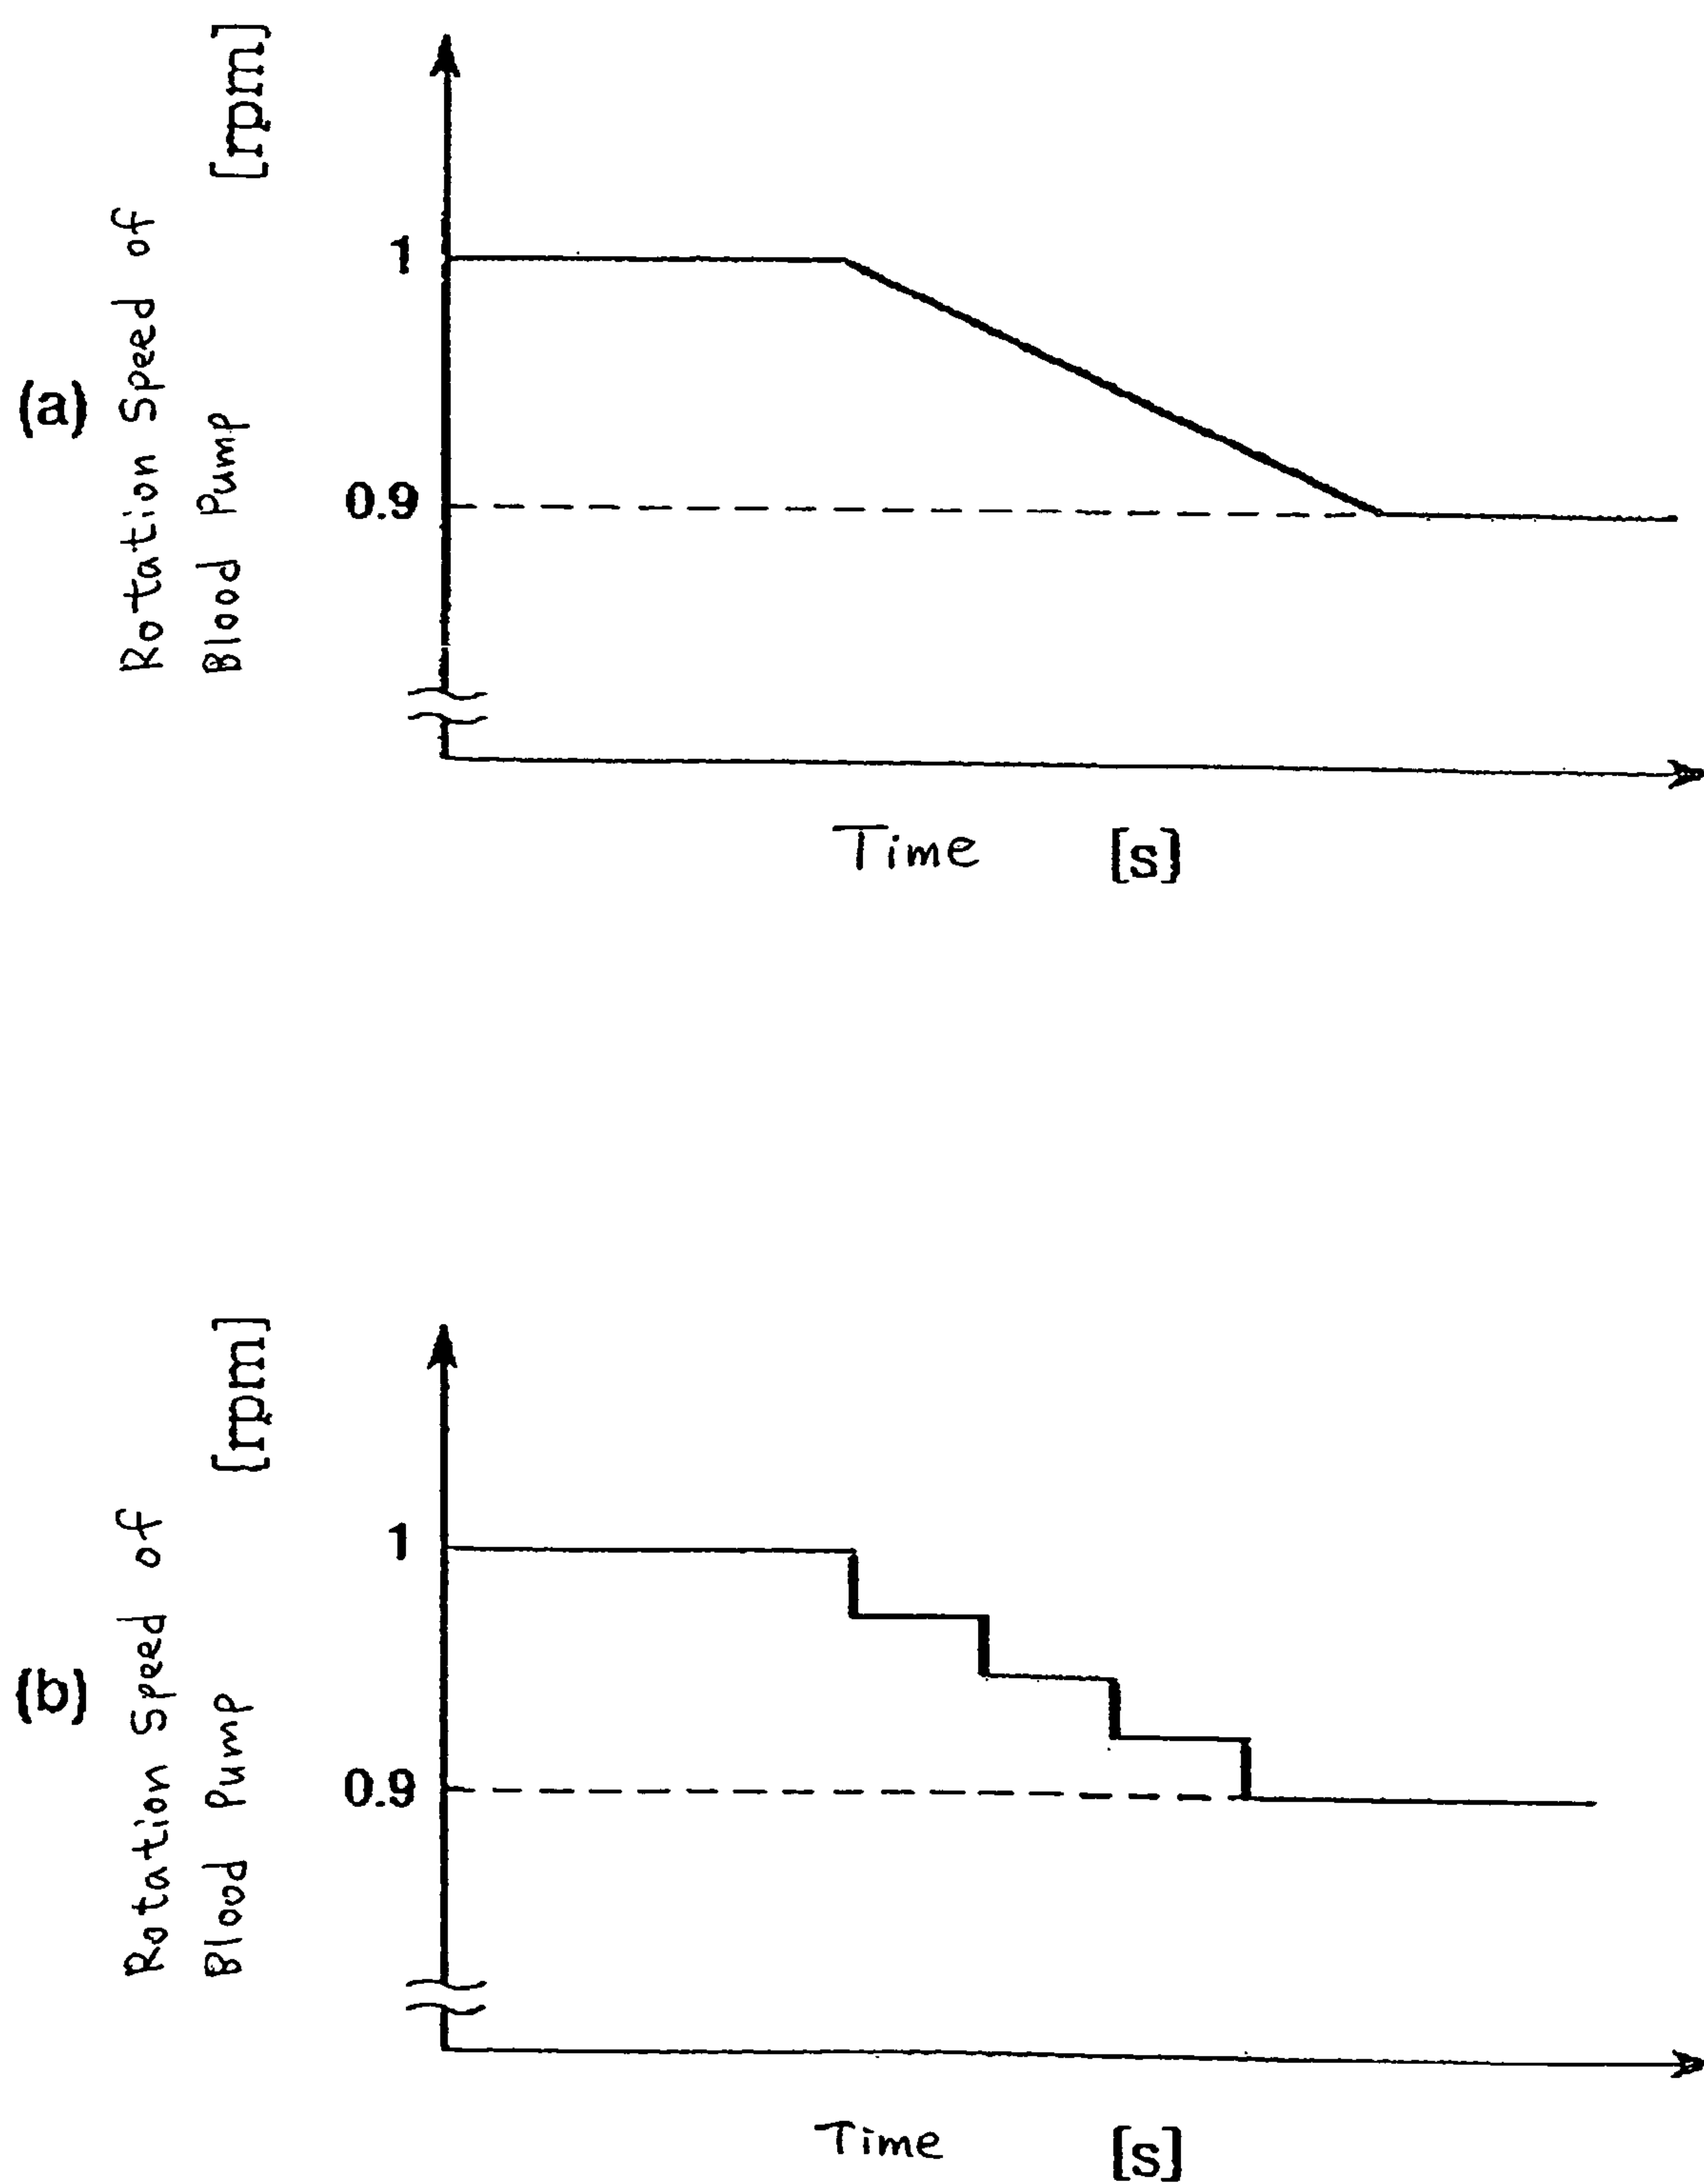 (a)
Rotation Speed of
Blood Pump [rpm]
1
0.9
Time [s]
(b)
Rotation Speed of
Blood Pump [rpm]
1
0.9
Time [s]